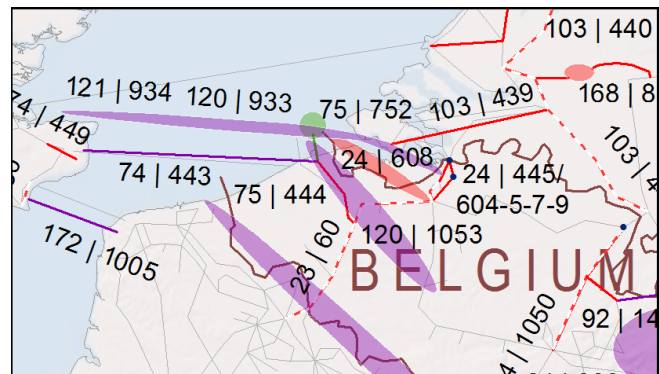 103 | 440
121 | 934
120 | 933
75 | 752
103 | 439
168 | 8
74 | 449
74 | 443
24 | 608
24 | 445/
604-5-7-9
103 | 4
75 | 444
172 | 1005
23 | 60
120 | 1053
BELGIUM
4 | 1050
92 | 14